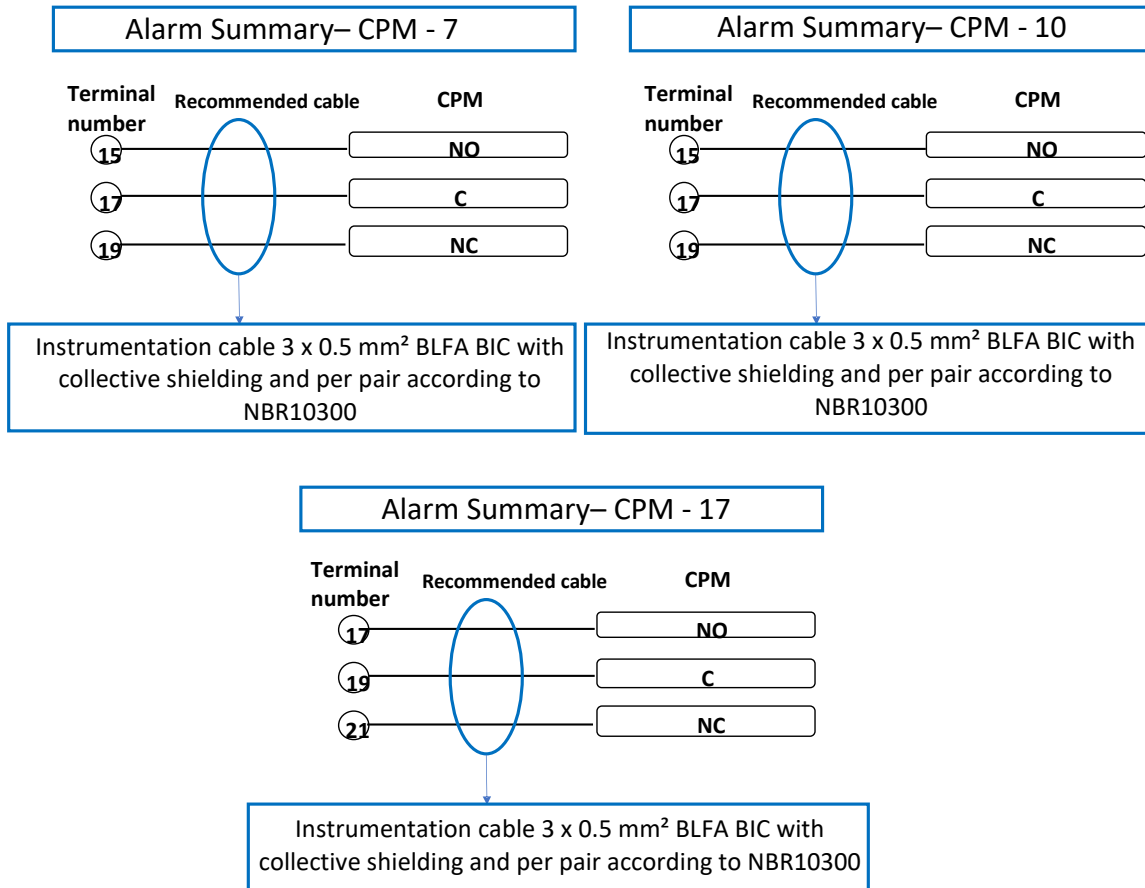 Alarm Summary– CPM - 7
Terminal number
Recommended cable
CPM
15
NO
17
C
19
NC
Instrumentation cable 3 x 0.5 mm² BLFA BIC with
collective shielding and per pair according to
NBR10300
Alarm Summary– CPM - 10
Terminal number
Recommended cable
CPM
15
NO
17
C
19
NC
Instrumentation cable 3 x 0.5 mm² BLFA BIC with
collective shielding and per pair according to
NBR10300
Alarm Summary– CPM - 17
Terminal number
Recommended cable
CPM
17
NO
19
C
21
NC
Instrumentation cable 3 x 0.5 mm² BLFA BIC with
collective shielding and per pair according to NBR10300